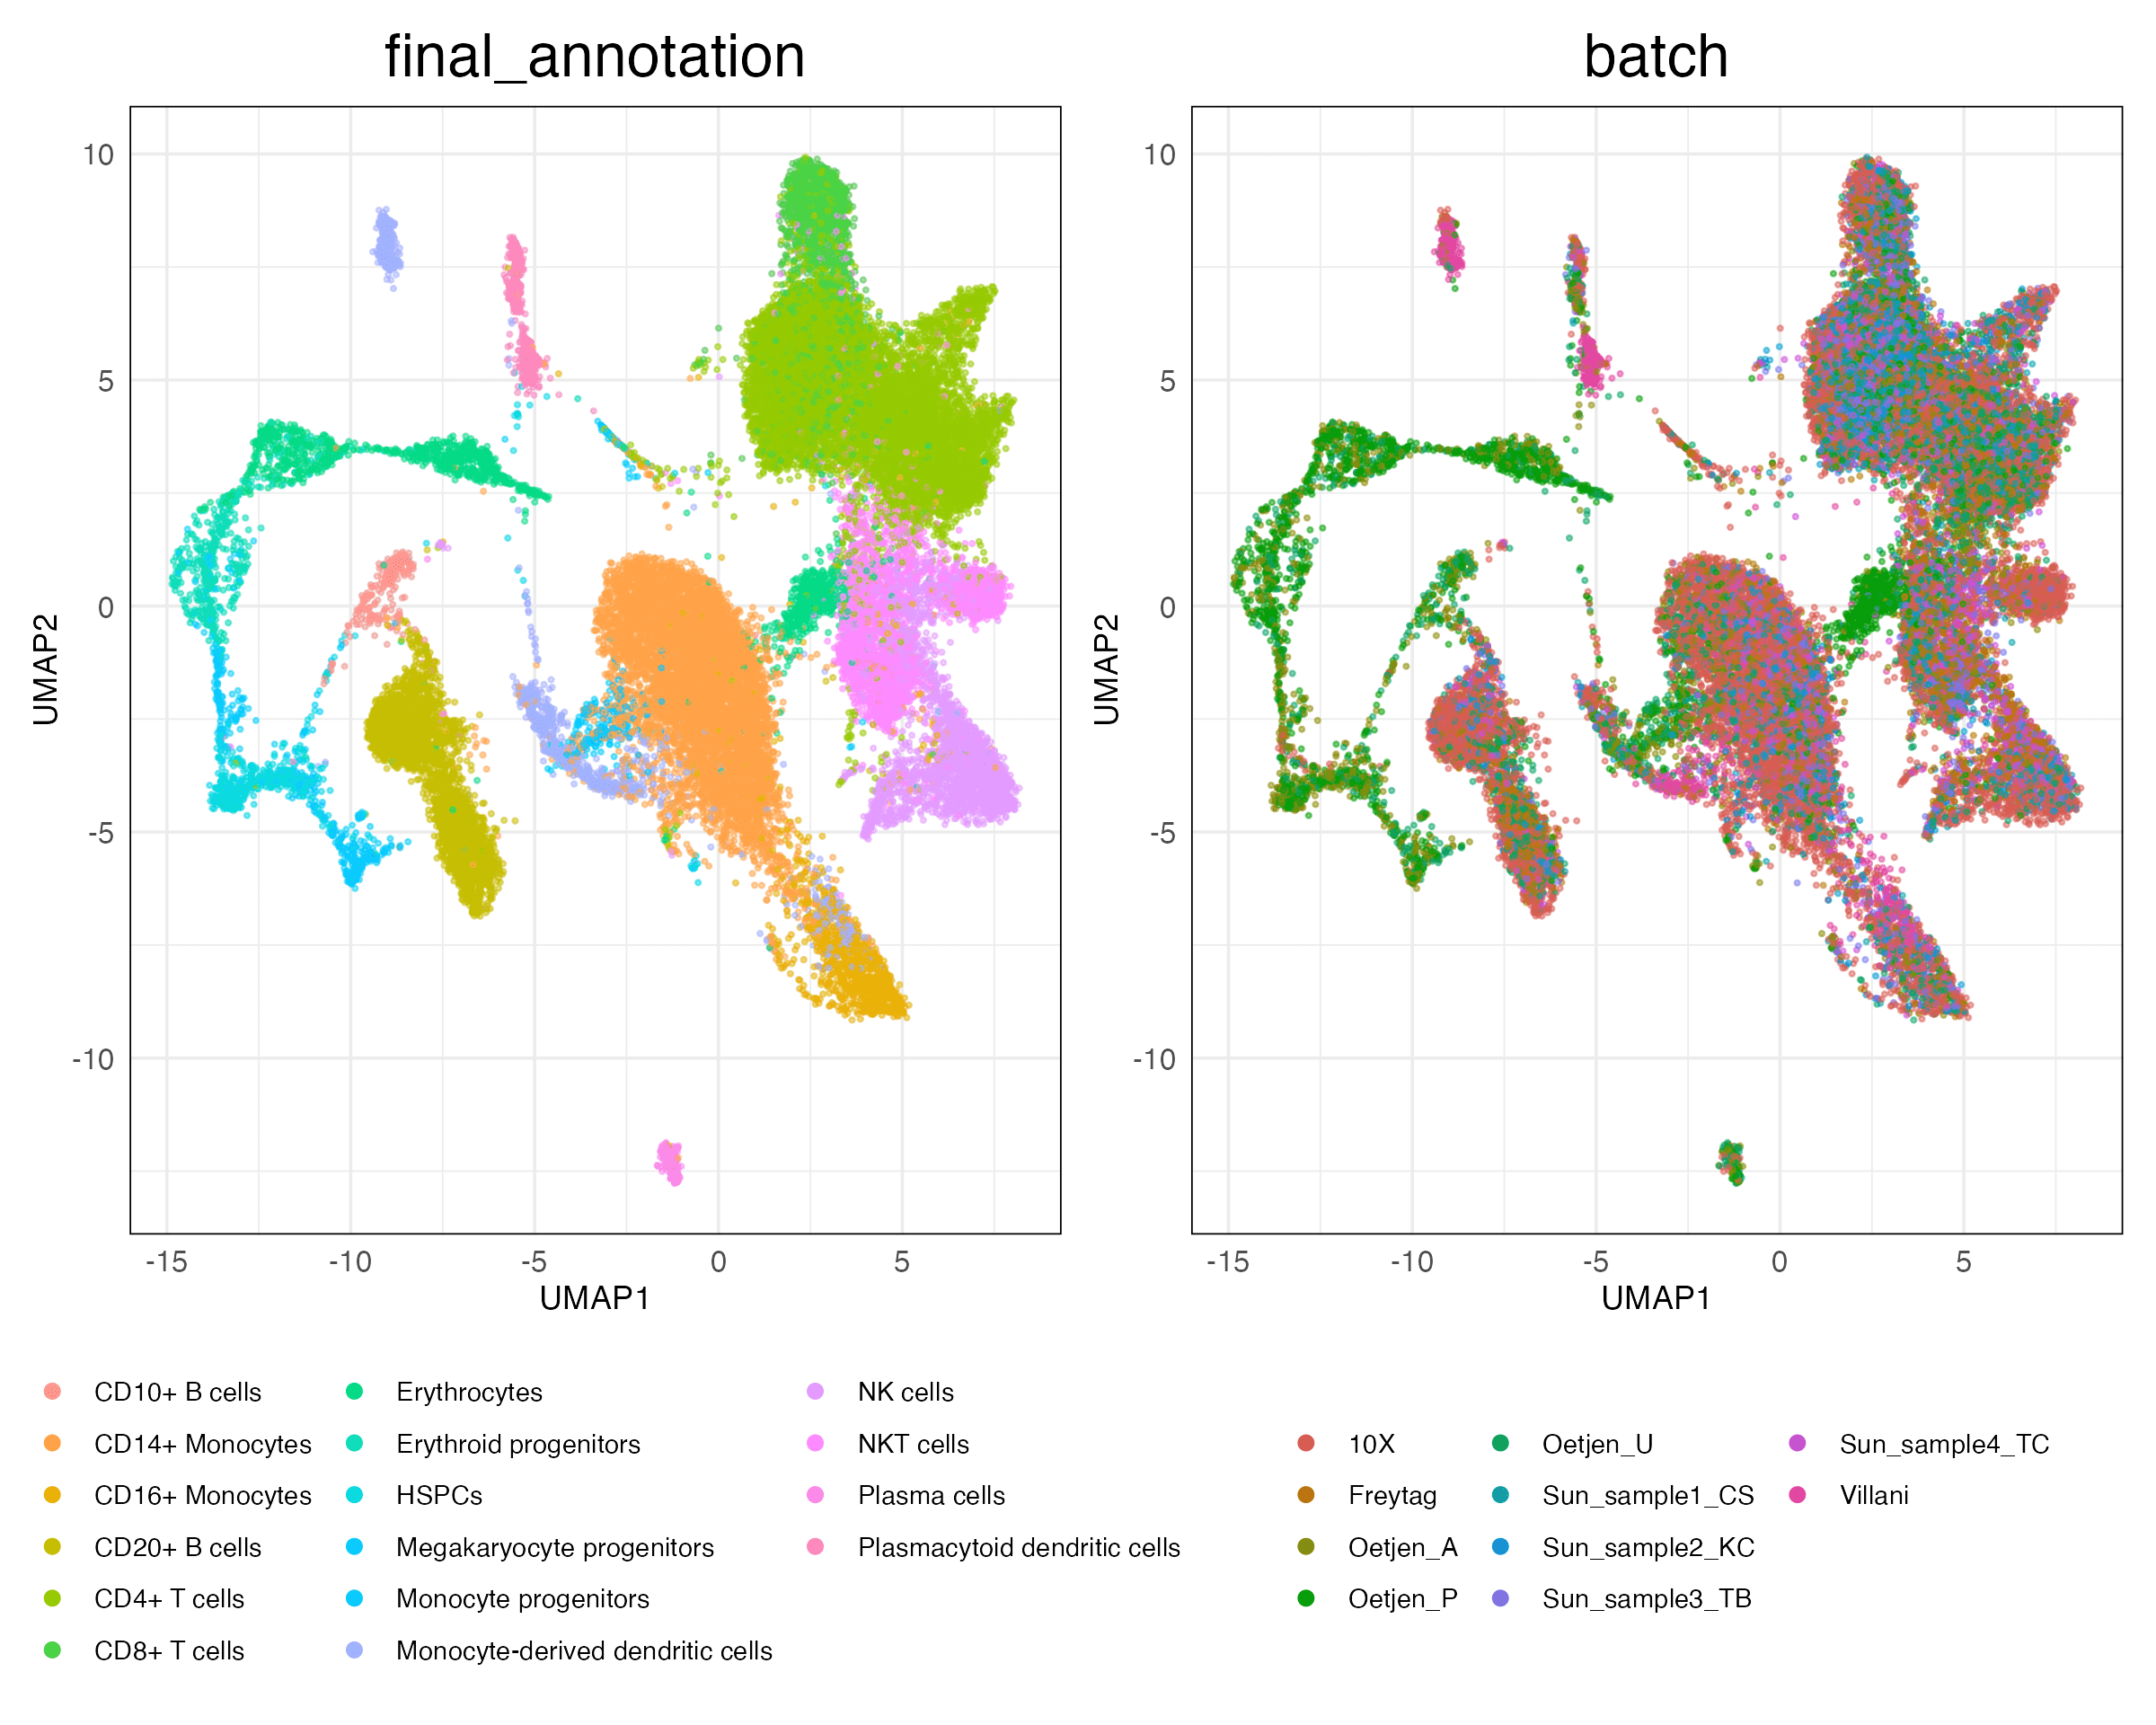 final_annotation
batch
10
5
0
-5
-10
UMAP2
-15 -10 -5 0 5
UMAP1
10
5
0
-5
-10
UMAP2
-15 -10 -5 0 5
UMAP1
CD10+ B cells
CD14+ Monocytes
CD16+ Monocytes
CD20+ B cells
CD4+ T cells
CD8+ T cells
Erythrocytes
Erythroid progenitors
HSPCs
Megakaryocyte progenitors
Monocyte progenitors
Monocyte-derived dendritic cells
NK cells
NKT cells
Plasma cells
Plasmacytoid dendritic cells
10X
Freytag
Oetjen_A
Oetjen_P
Oetjen_U
Sun_sample1_CS
Sun_sample2_KC
Sun_sample3_TB
Sun_sample4_TC
Villani